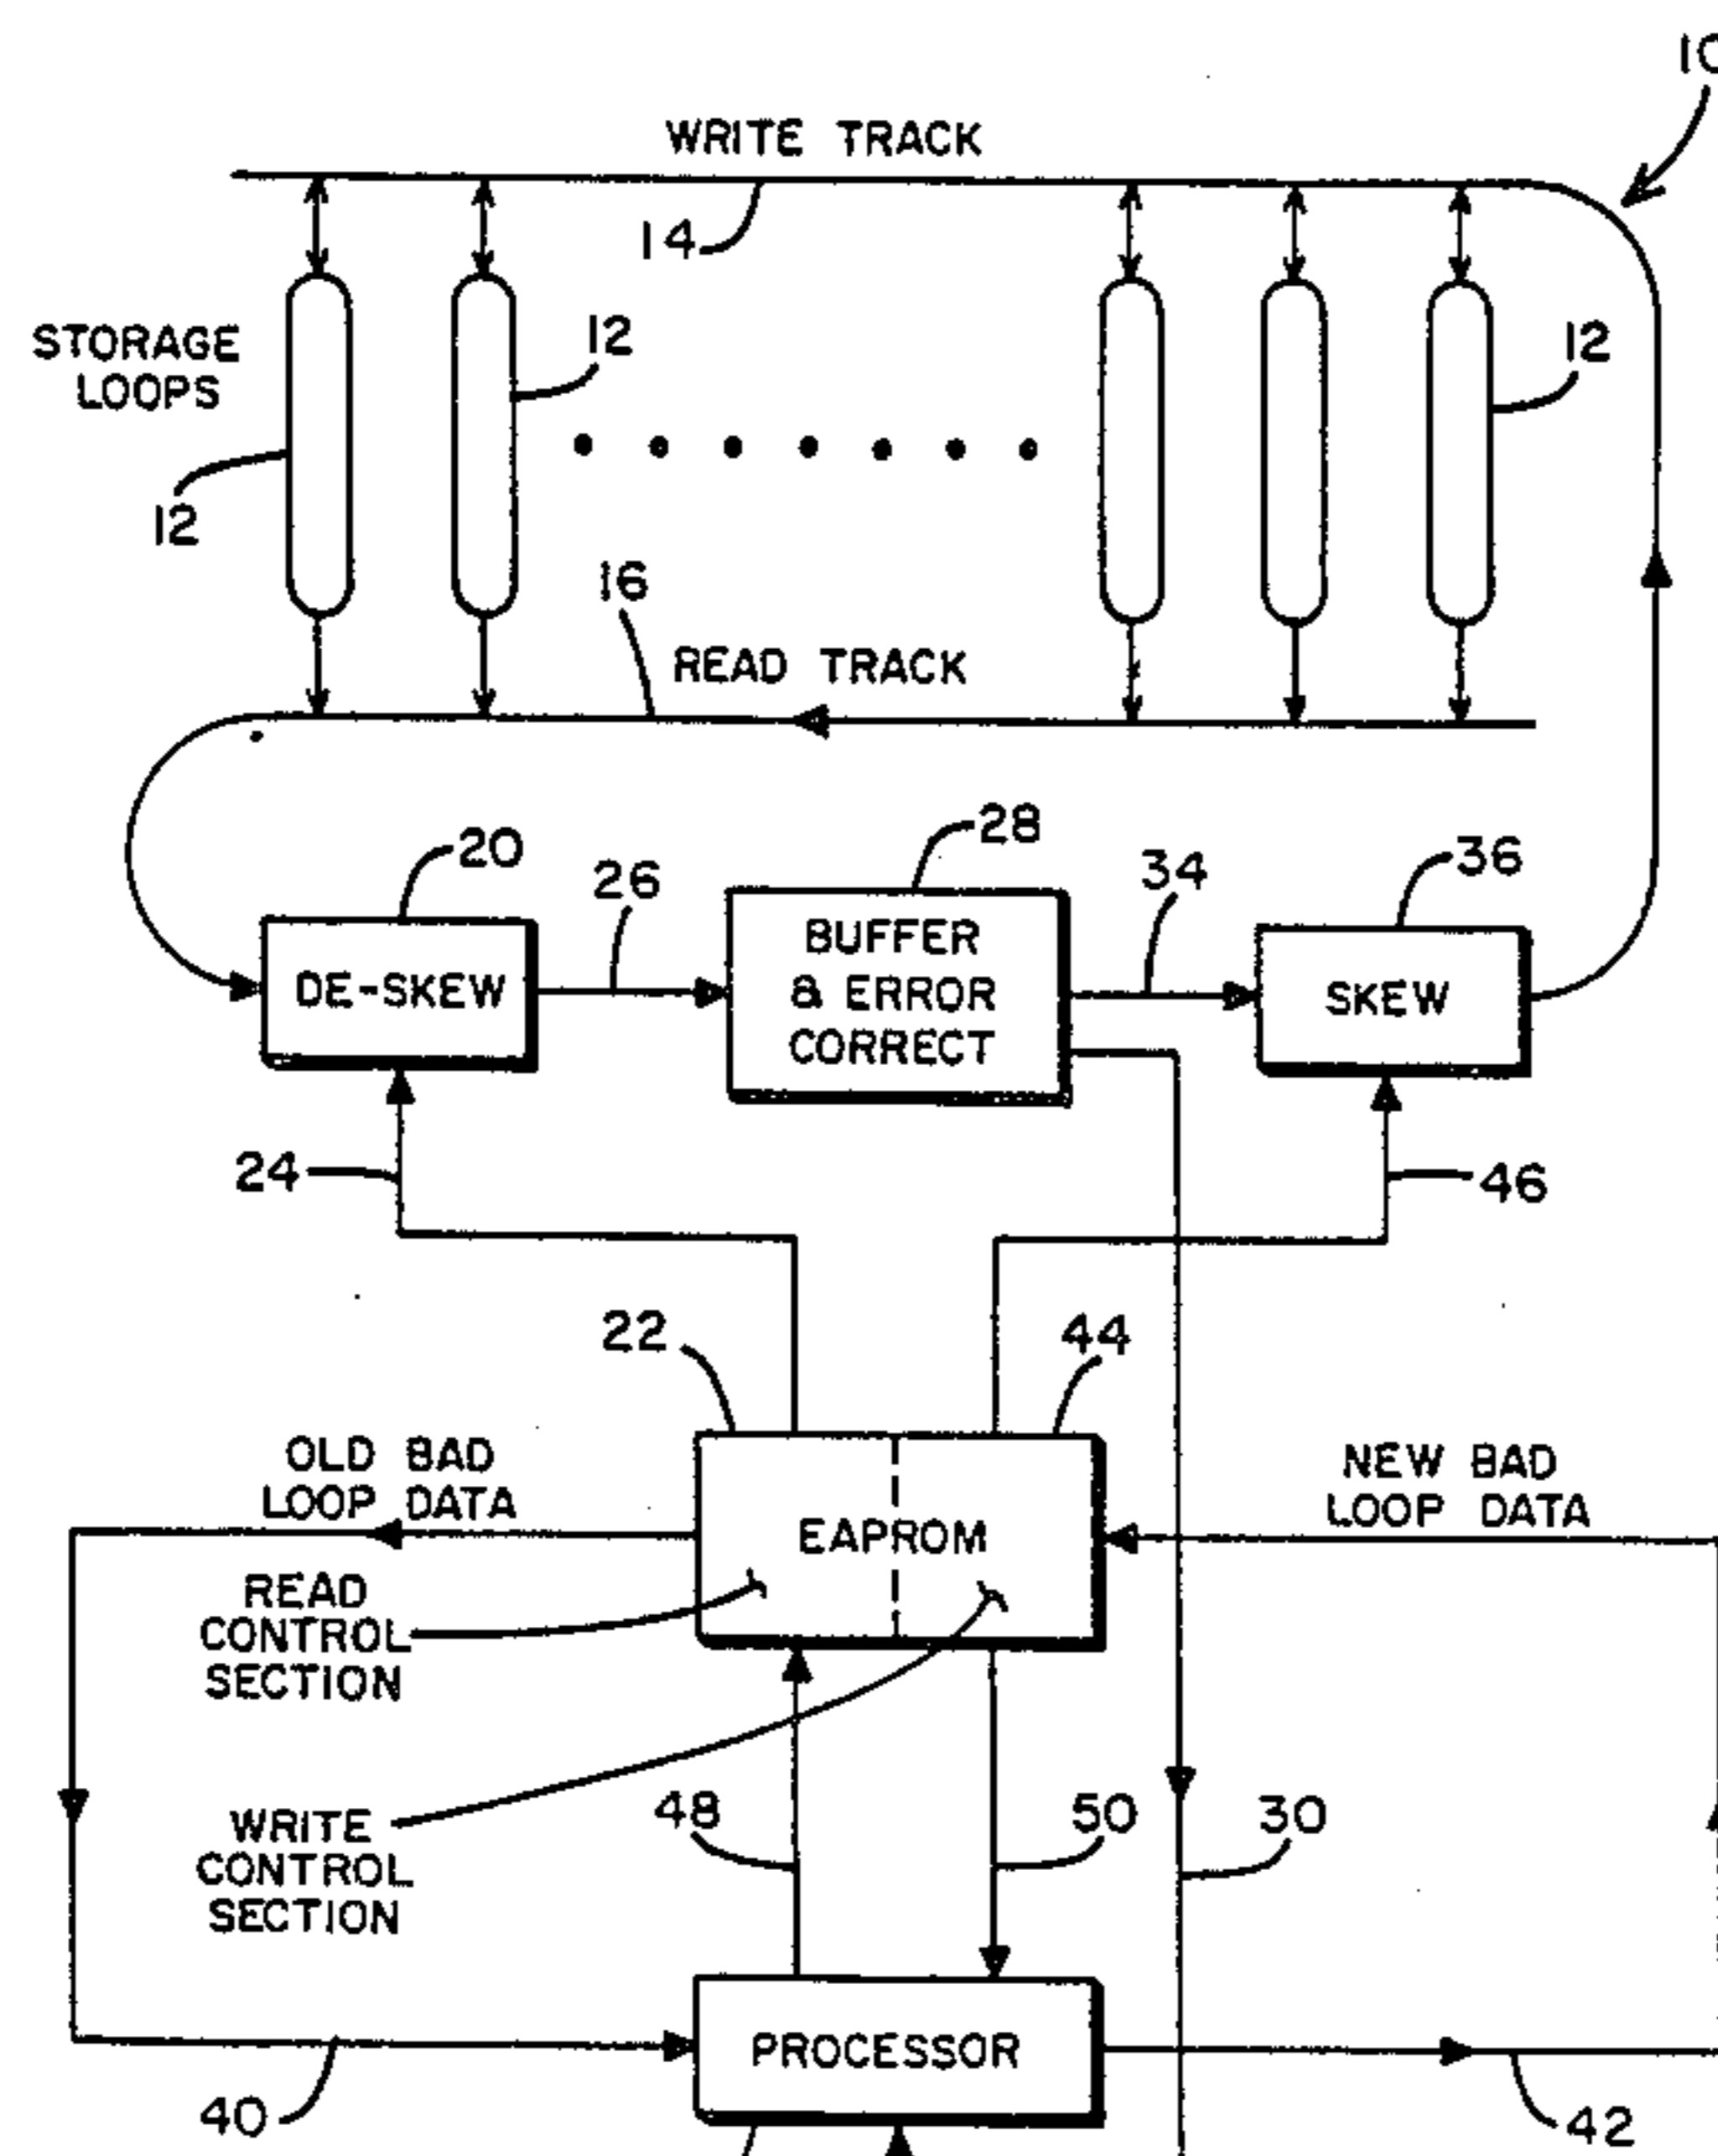 10
WRITE TRACK
14
STORAGE
LOOPS
12
12
12
16
READ TRACK
20
26
28
34
36
DE-SKEW
BUFFER
& ERROR
CORRECT
SKEW
24
46
22
44
OLD BAD
LOOP DATA
NEW BAD
LOOP DATA
EAPROM
READ
CONTROL
SECTION
WRITE
CONTROL
SECTION
48
50
30
PROCESSOR
40
42